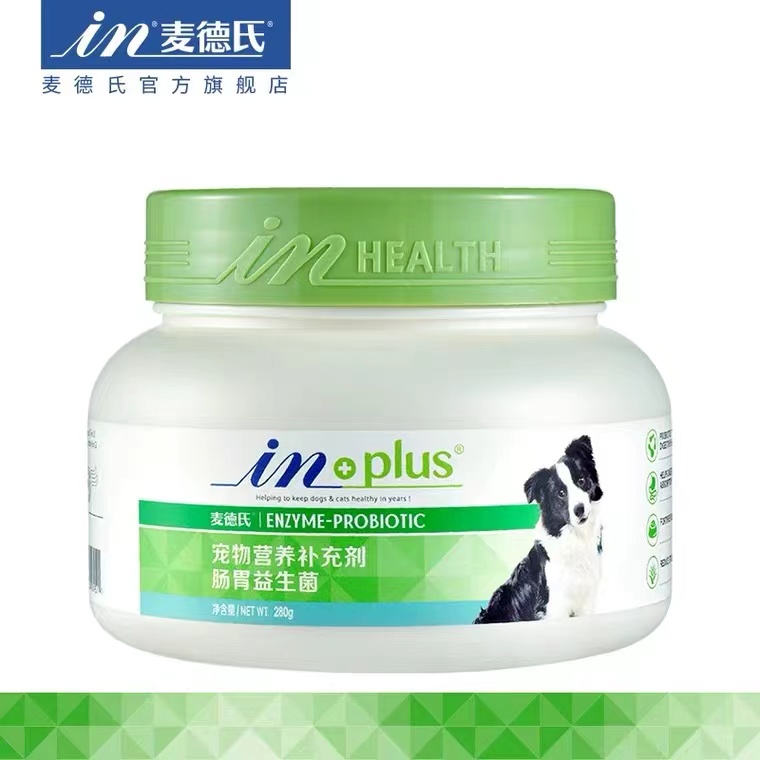 in® 麦德氏®
麦德氏官方旗舰店
in HEALTH
in plus®
Helping to keep dogs & cats healthy in years!
麦德氏 | ENZYME-PROBIOTIC
宠物营养补充剂
肠胃益生菌
净含量/NET WT. 280g